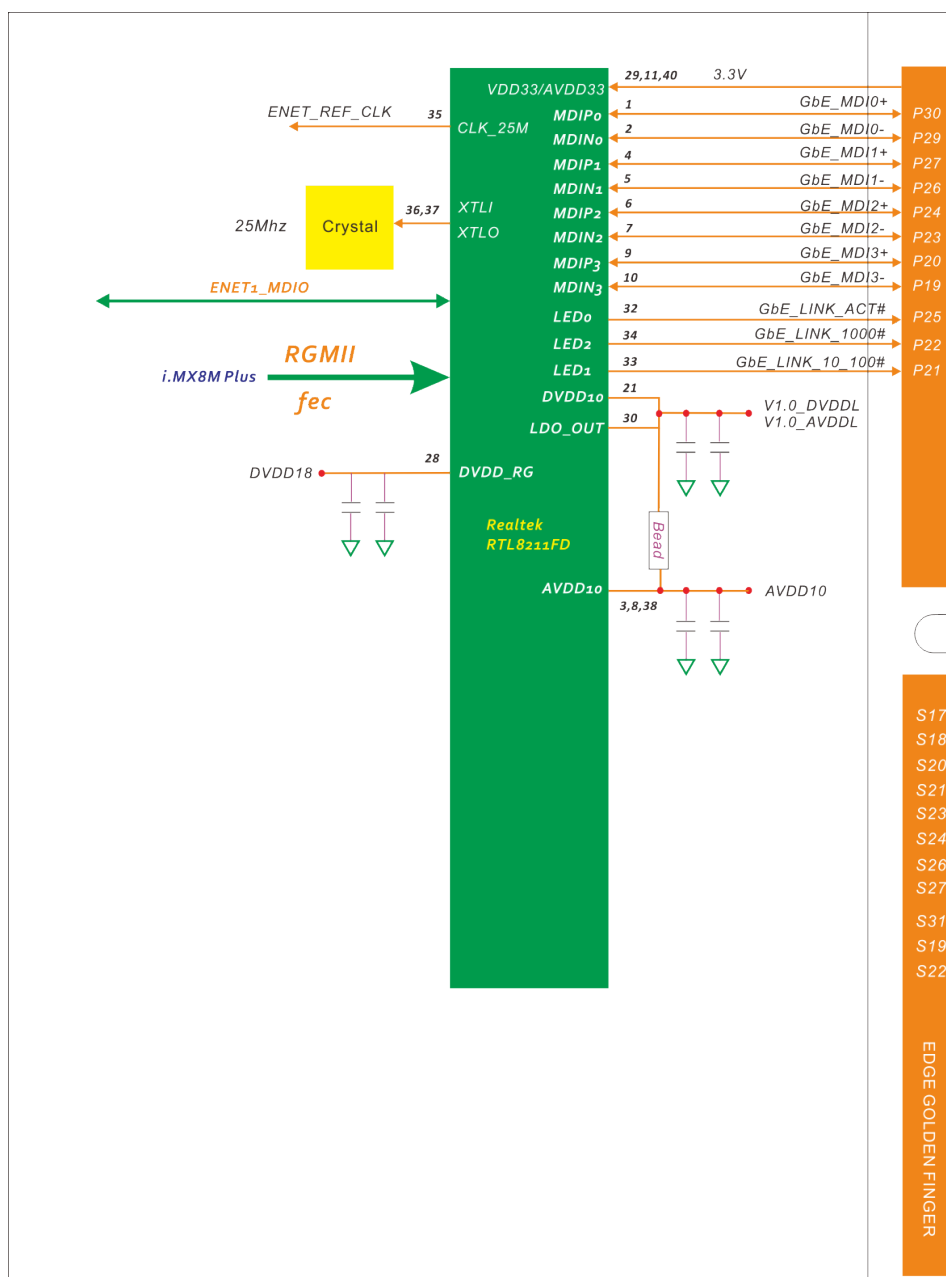 29,11,40
3.3V
VDD33/AVDD33
ENET_REF_CLK
35
CLK_25M
MDIP0
1
GbE_MDI0+
P30
MDIN0
2
GbE_MDI0-
P29
MDIP1
4
GbE_MDI1+
P27
MDIN1
5
GbE_MDI1-
P26
25Mhz
Crystal
36,37
XTLI
XTLO
MDIP2
6
GbE_MDI2+
P24
MDIN2
7
GbE_MDI2-
P23
MDIP3
9
GbE_MDI3+
P20
MDIN3
10
GbE_MDI3-
P19
ENET1_MDIO
LED0
32
GbE_LINK_ACT#
P25
LED2
34
GbE_LINK_1000#
P22
LED1
33
GbE_LINK_10_100#
P21
RGMII
i.MX8M Plus
fec
DVDD10
21
V1.0_DVDDL
V1.0_AVDDL
LDO_OUT
30
DVDD18
28
DVDD_RG
Realtek
RTL8211FD
Bead
AVDD10
3,8,38
AVDD10
S17
S18
S20
S21
S23
S24
S26
S27
S31
S19
S22
EDGE GOLDEN FINGER